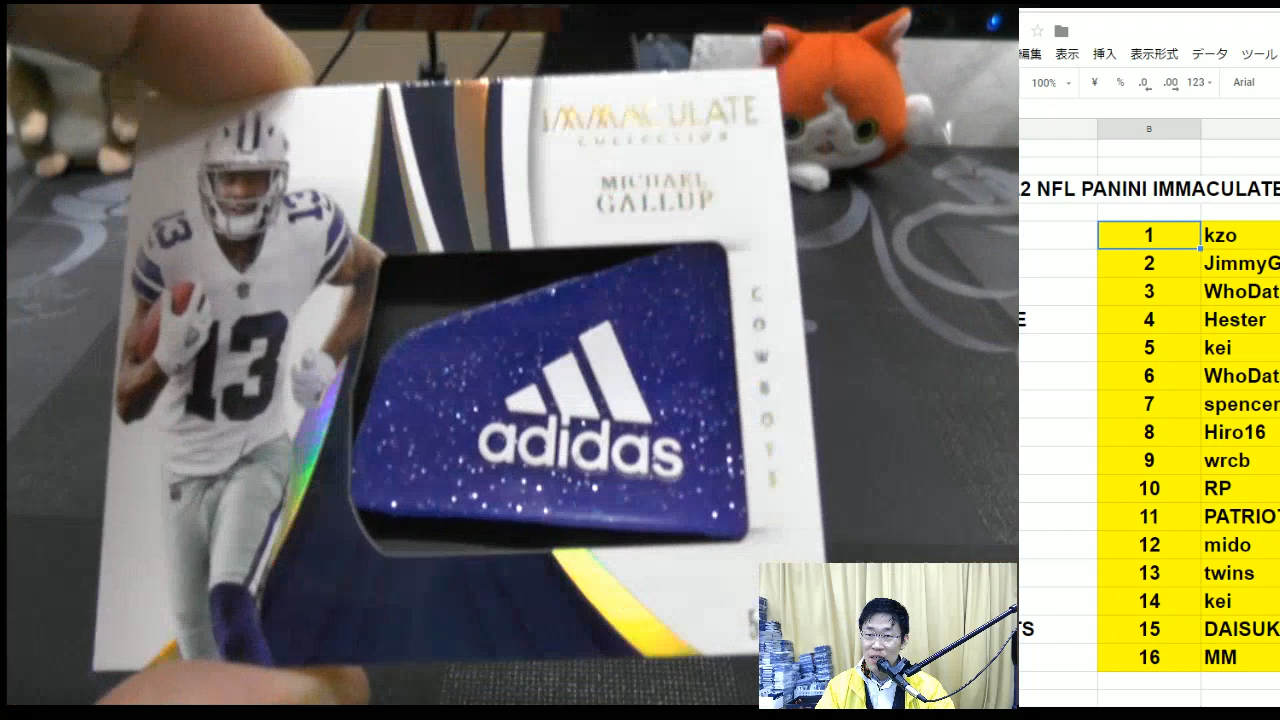 IMMACULATE
COLLECTION
MICHAEL
GALLUP
13
13
13
COWBOYS
adidas
編集 表示 挿入 表示形式 データ ツール
100% ¥ % .0 .00 123 Arial
B
2 NFL PANINI IMMACULATE
1 kzo
2 JimmyG
3 WhoDat
E 4 Hester
5 kei
6 WhoDat
7 spencer
8 Hiro16
9 wrcb
10 RP
11 PATRIOT
12 mido
13 twins
14 kei
TS 15 DAISUK
16 MM